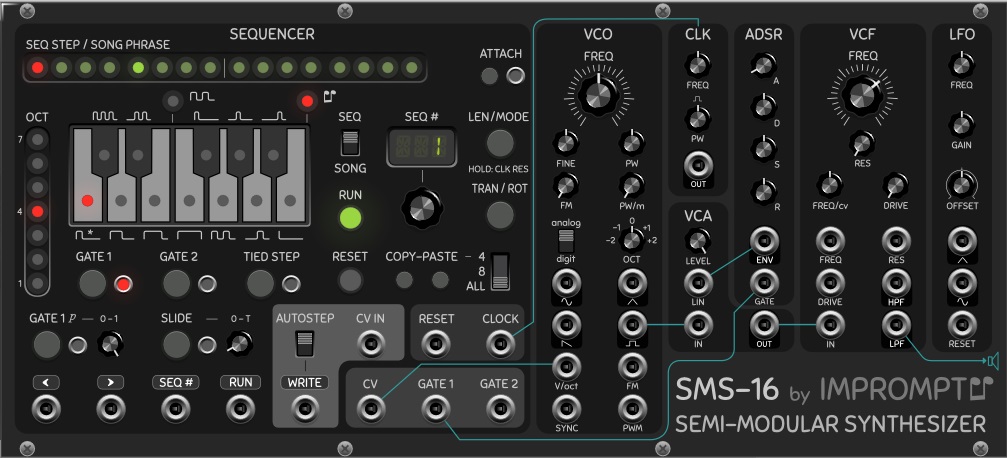 SEQUENCER
SEQ STEP / SONG PHRASE
ATTACH
OCT
7
4
1
SEQ
SONG
RUN
SEQ #
1
LEN/MODE
HOLD: CLK RES
TRAN / ROT
GATE 1
GATE 2
TIED STEP
RESET
COPY-PASTE
4
8
ALL
GATE 1 p — 0-1
SLIDE — 0-T
AUTOSTEP
CV IN
RESET
CLOCK
<
>
SEQ #
RUN
WRITE
CV
GATE 1
GATE 2
VCO
FREQ
FINE
PW
FM
PW/m
analog
digit
-2
-1
0
+1
+2
OCT
V/oct
FM
SYNC
PWM
CLK
FREQ
PW
OUT
VCA
LEVEL
LIN
IN
ADSR
A
D
S
R
ENV
GATE
OUT
VCF
FREQ
RES
FREQ/cv
DRIVE
FREQ
RES
DRIVE
HPF
IN
LPF
LFO
FREQ
GAIN
OFFSET
RESET
SMS-16 by IMPROMPTU
SEMI-MODULAR SYNTHESIZER